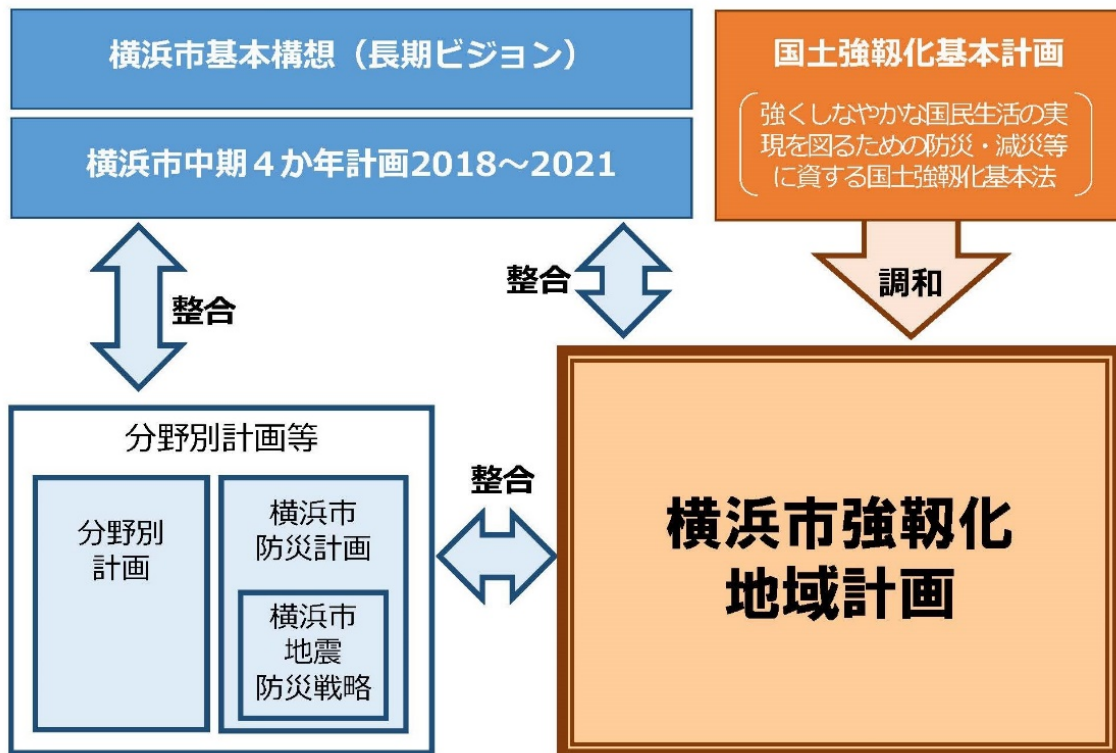 横浜市基本構想（長期ビジョン）
横浜市中期４か年計画2018～2021
国土強靱化基本計画
強くしなやかな国民生活の実
現を図るための防災・減災等
に資する国土強靱化基本法
整合
整合
調和
分野別計画等
分野別
計画
横浜市
防災計画
横浜市
地震
防災戦略
整合
横浜市強靱化
地域計画